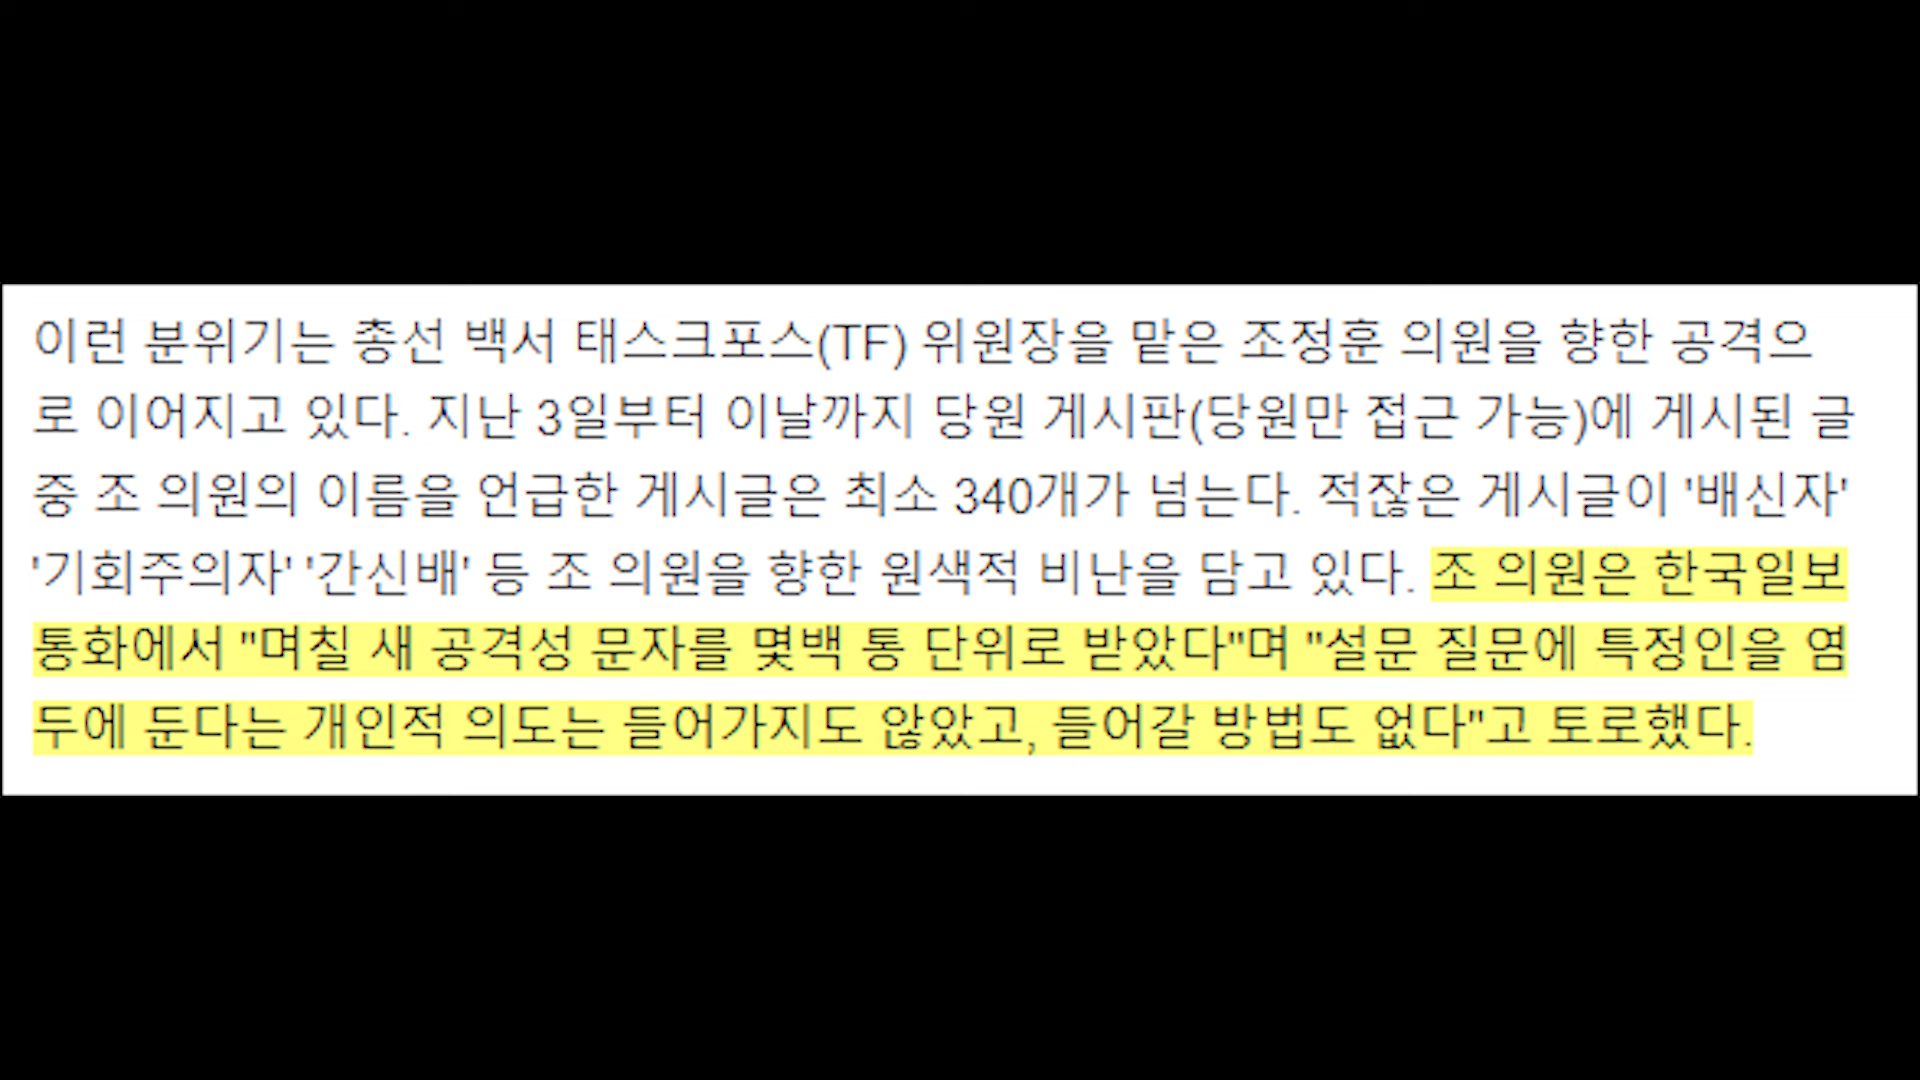 이런 분위기는 총선 백서 태스크포스(TF) 위원장을 맡은 조정훈 의원을 향한 공격으
로 이어지고 있다. 지난 3일부터 이날까지 당원 게시판(당원만 접근 가능)에 게시된 글
중 조 의원의 이름을 언급한 게시글은 최소 340개가 넘는다. 적잖은 게시글이 '배신자'
'기회주의자' '간신배' 등 조 의원을 향한 원색적 비난을 담고 있다. 조 의원은 한국일보
통화에서 "며칠 새 공격성 문자를 몇백 통 단위로 받았다"며 "설문 질문에 특정인을 염
두에 둔다는 개인적 의도는 들어가지도 않았고, 들어갈 방법도 없다"고 토로했다.